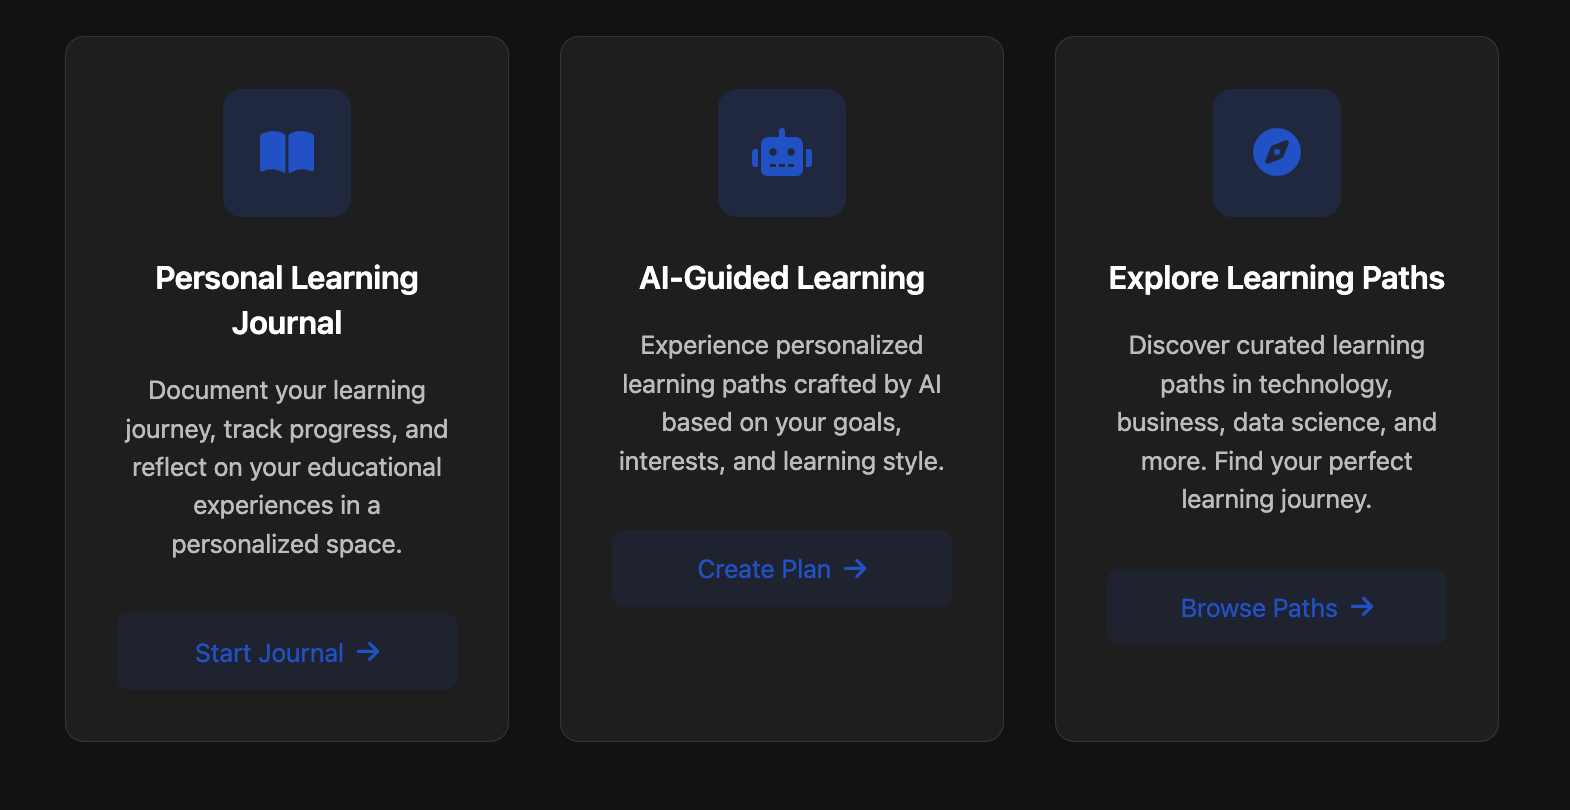 Personal Learning
Journal
Document your learning
journey, track progress, and
reflect on your educational
experiences in a
personalized space.
Start Journal →
AI-Guided Learning
Experience personalized
learning paths crafted by AI
based on your goals,
interests, and learning style.
Create Plan →
Explore Learning Paths
Discover curated learning
paths in technology,
business, data science, and
more. Find your perfect
learning journey.
Browse Paths →